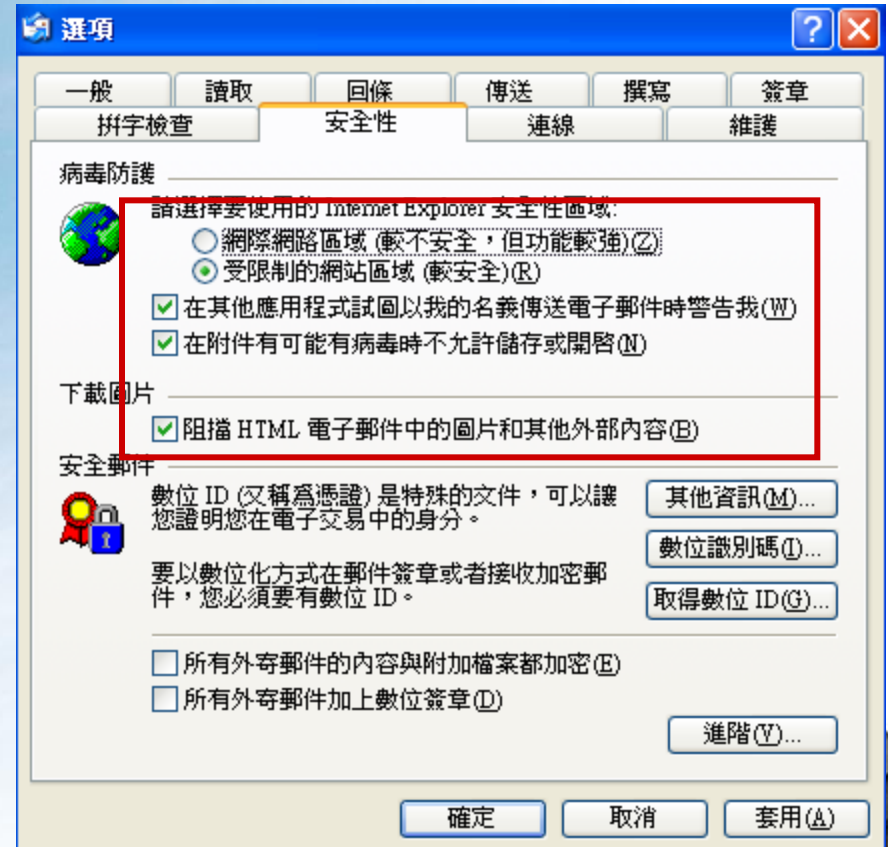 選項
一般 讀取 回條 傳送 撰寫 簽章
拼字檢查 安全性 連線 維護
病毒防護
請選擇要使用的 Internet Explorer 安全性區域:
網際網路區域 (較不安全，但功能較強)(Z)
受限制的網站區域 (較安全)(R)
在其他應用程式試圖以我的名義傳送電子郵件時警告我(W)
在附件有可能有病毒時不允許儲存或開啓(N)
下載圖片
阻擋 HTML 電子郵件中的圖片和其他外部內容(B)
安全郵件
數位 ID (又稱爲憑證) 是特殊的文件，可以讓
您證明您在電子交易中的身分。
其他資訊(M)...
數位識別碼(I)...
要以數位化方式在郵件簽章或者接收加密郵
件，您必須要有數位 ID。
取得數位 ID(G)...
所有外寄郵件的內容與附加檔案都加密(E)
所有外寄郵件加上數位簽章(D)
進階(V)...
確定 取消 套用(A)